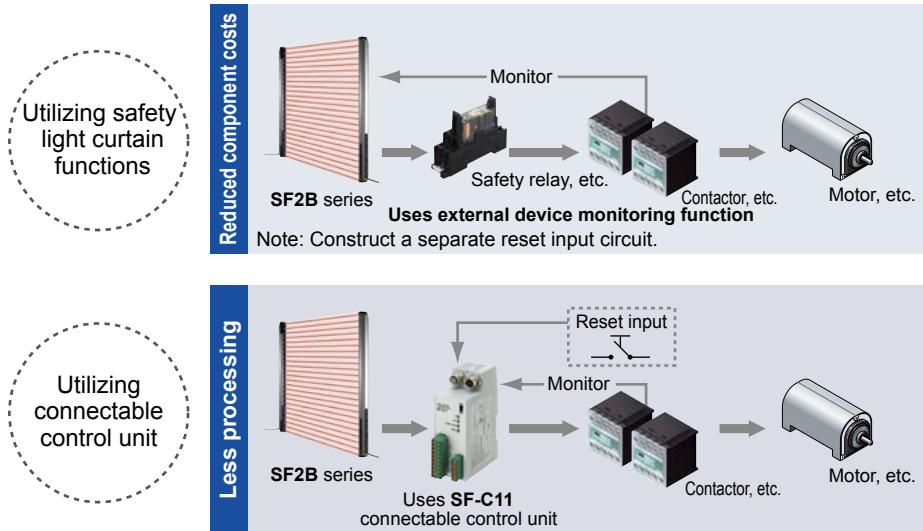 Utilizing safety
light curtain
functions
Reduced component costs
Monitor
SF2B series
Safety relay, etc.
Contactor, etc.
Motor, etc.
Uses external device monitoring function
Note: Construct a separate reset input circuit.
Utilizing
connectable
control unit
Less processing
Reset input
Monitor
SF2B series
Uses SF-C11
connectable control unit
Contactor, etc.
Motor, etc.